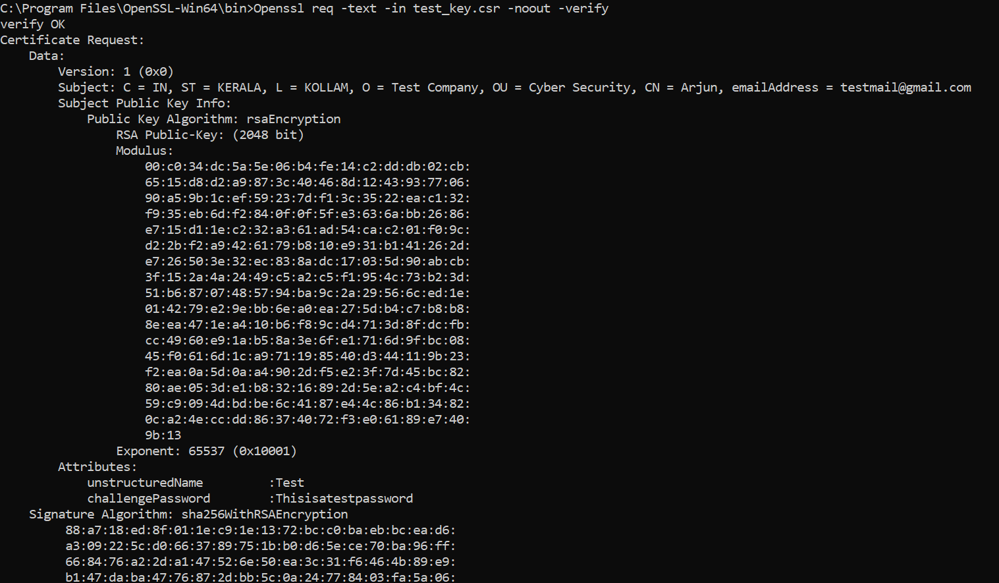 C:\Program Files\OpenSSL-Win64\bin>Openssl req -text -in test_key.csr -noout -verify
verify OK
Certificate Request:
    Data:
        Version: 1 (0x0)
        Subject: C = IN, ST = KERALA, L = KOLLAM, O = Test Company, OU = Cyber Security, CN = Arjun, emailAddress = testmail@gmail.com
        Subject Public Key Info:
            Public Key Algorithm: rsaEncryption
                RSA Public-Key: (2048 bit)
                Modulus:
                    00:c0:34:dc:5a:5e:06:b4:fe:14:c2:dd:db:02:cb:
                    65:15:d8:d2:a9:87:3c:40:46:8d:12:43:93:77:06:
                    90:a5:9b:1c:ef:59:23:7d:f1:3c:35:22:ea:c1:32:
                    f9:35:eb:6d:f2:84:0f:0f:5f:e3:63:6a:bb:26:86:
                    e7:15:d1:1e:c2:32:a3:61:ad:54:ca:c2:01:f0:9c:
                    d2:2b:f2:a9:42:61:79:b8:10:e9:31:b1:41:26:2d:
                    e7:26:50:3e:32:ec:83:8a:dc:17:03:5d:90:ab:cb:
                    3f:15:2a:4a:24:49:c5:a2:c5:f1:95:4c:73:b2:3d:
                    51:b6:87:07:48:57:94:ba:9c:2a:29:56:6c:ed:1e:
                    01:42:79:e2:9e:bb:6e:a0:ea:27:5d:b4:c7:b8:b8:
                    8e:ea:47:1e:a4:10:b6:f8:9c:d4:71:3d:8f:dc:fb:
                    cc:49:60:e9:1a:b5:8a:3e:6f:e1:71:6d:9f:bc:08:
                    45:f0:61:6d:1c:a9:71:19:85:40:d3:44:11:9b:23:
                    f2:ea:0a:5d:0a:a4:90:2d:f5:e2:3f:7d:45:bc:82:
                    80:ae:05:3d:e1:b8:32:16:89:2d:5e:a2:c4:bf:4c:
                    59:c9:09:4d:bd:be:6c:41:87:e4:4c:86:b1:34:82:
                    0c:a2:4e:cc:dd:86:37:40:72:f3:e0:61:89:e7:40:
                    9b:13
                Exponent: 65537 (0x10001)
        Attributes:
            unstructuredName         :Test
            challengePassword        :Thisisatestpassword
    Signature Algorithm: sha256WithRSAEncryption
         88:a7:18:ed:8f:01:1e:c9:1e:13:72:bc:c0:ba:eb:bc:ea:d6:
         a3:09:22:5c:d0:66:37:89:75:1b:b0:d6:5e:ce:70:ba:96:ff:
         66:84:76:a2:2d:a1:47:52:6e:50:ea:3c:31:f6:46:4b:89:e9:
         b1:47:da:ba:47:76:87:2d:bb:5c:0a:24:77:84:03:fa:5a:06: